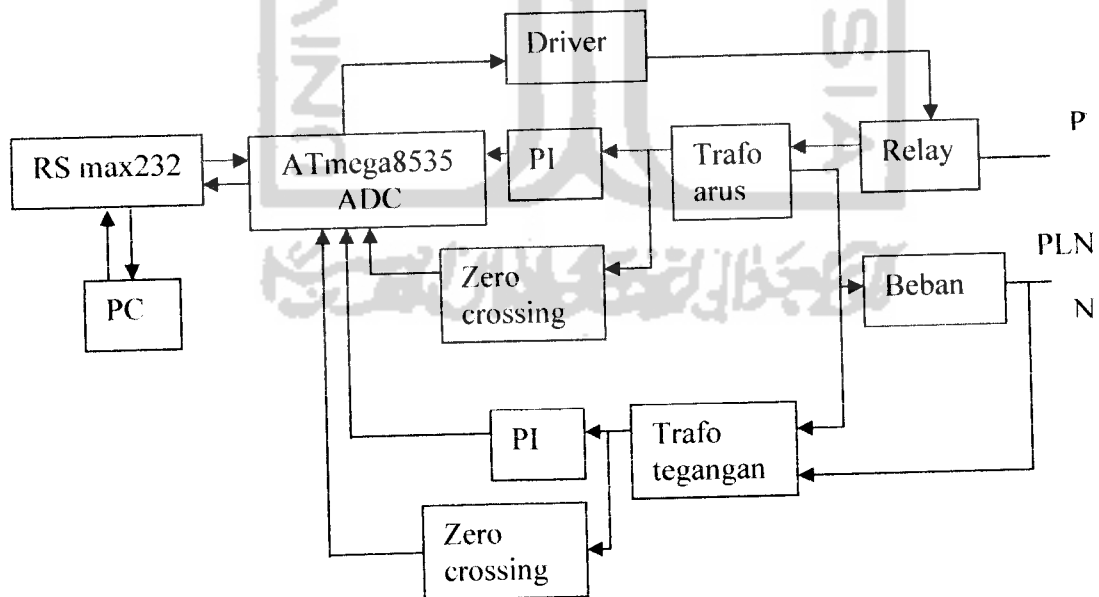 Driver
P
RS max232
ATmega8535
ADC
PI
Trafo
arus
Relay
PLN
Zero
crossing
Beban
N
PC
PI
Trafo
tegangan
Zero
crossing